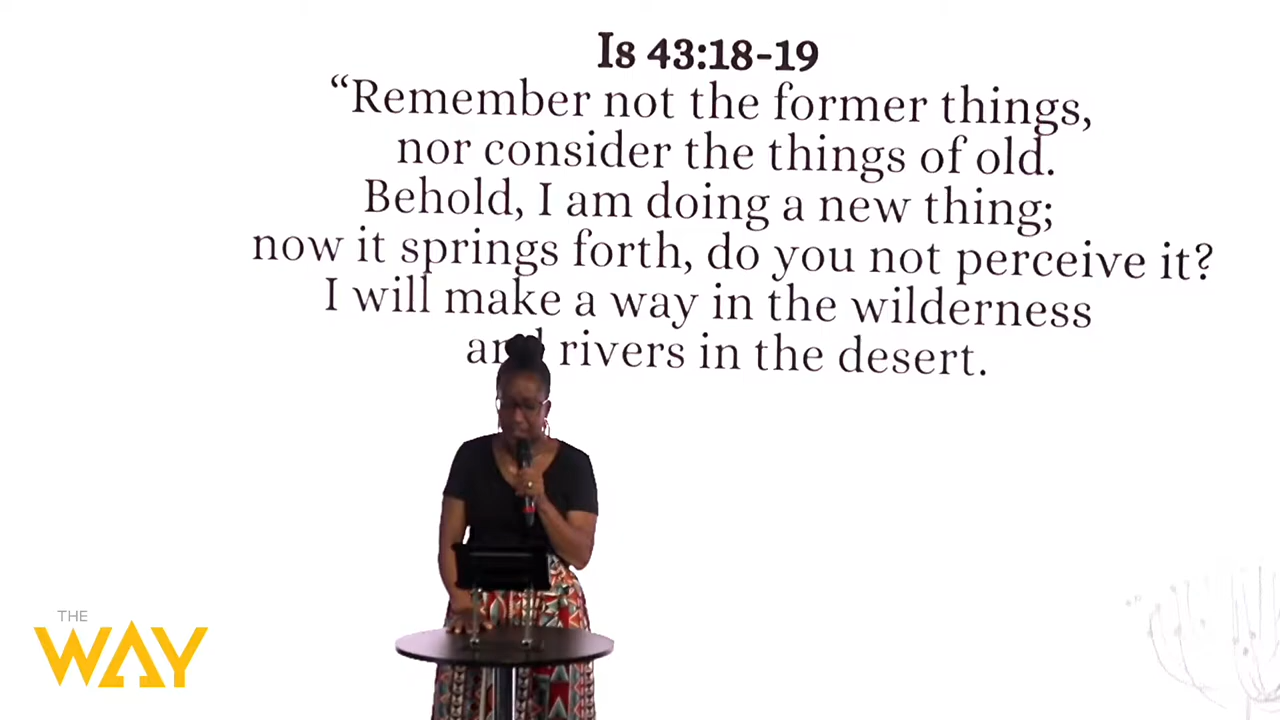 Is 43:18-19
“Remember not the former things,
nor consider the things of old.
Behold, I am doing a new thing;
now it springs forth, do you not perceive it?
I will make a way in the wilderness
and rivers in the desert.
THE
WAY